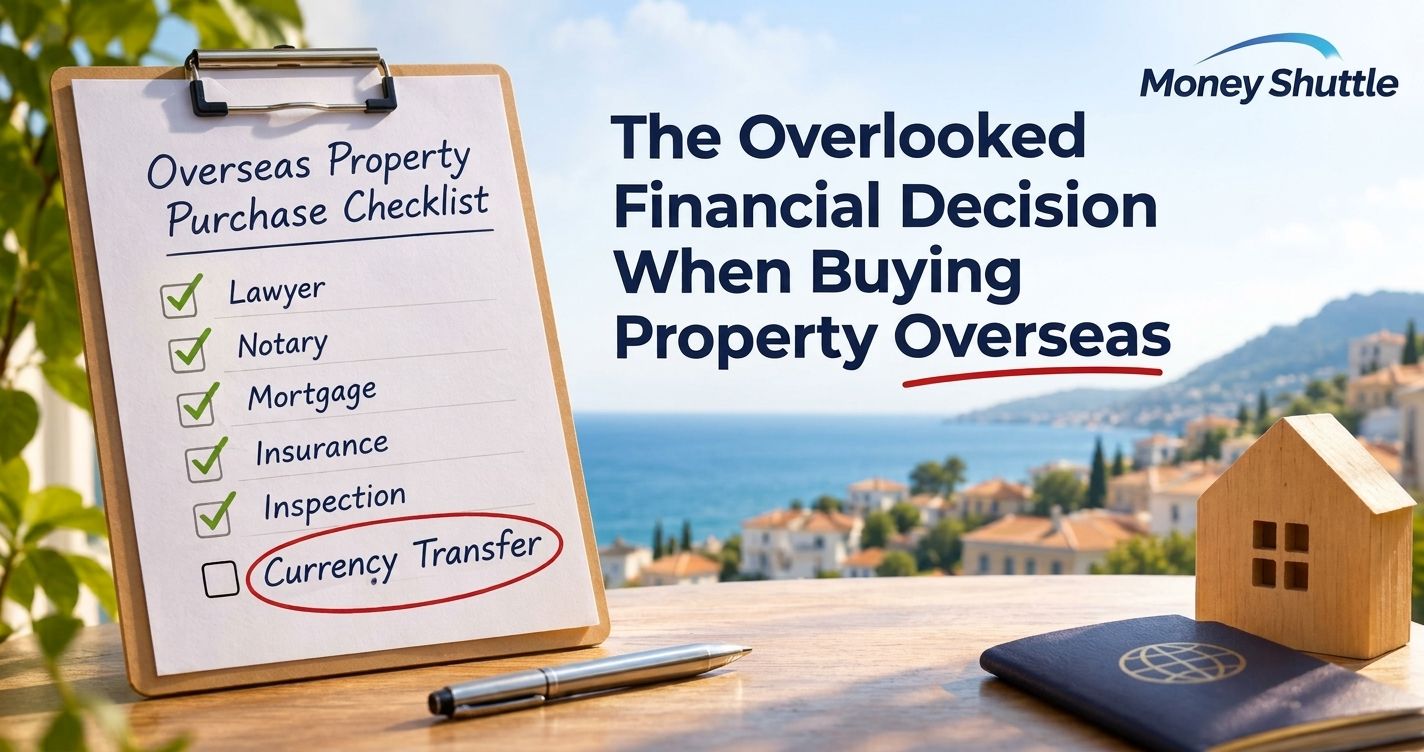 Overseas Property
Purchase Checklist
Lawyer
Notary
Mortgage
Insurance
Inspection
Currency Transfer
Money Shuttle
The Overlooked
Financial Decision
When Buying
Property Overseas